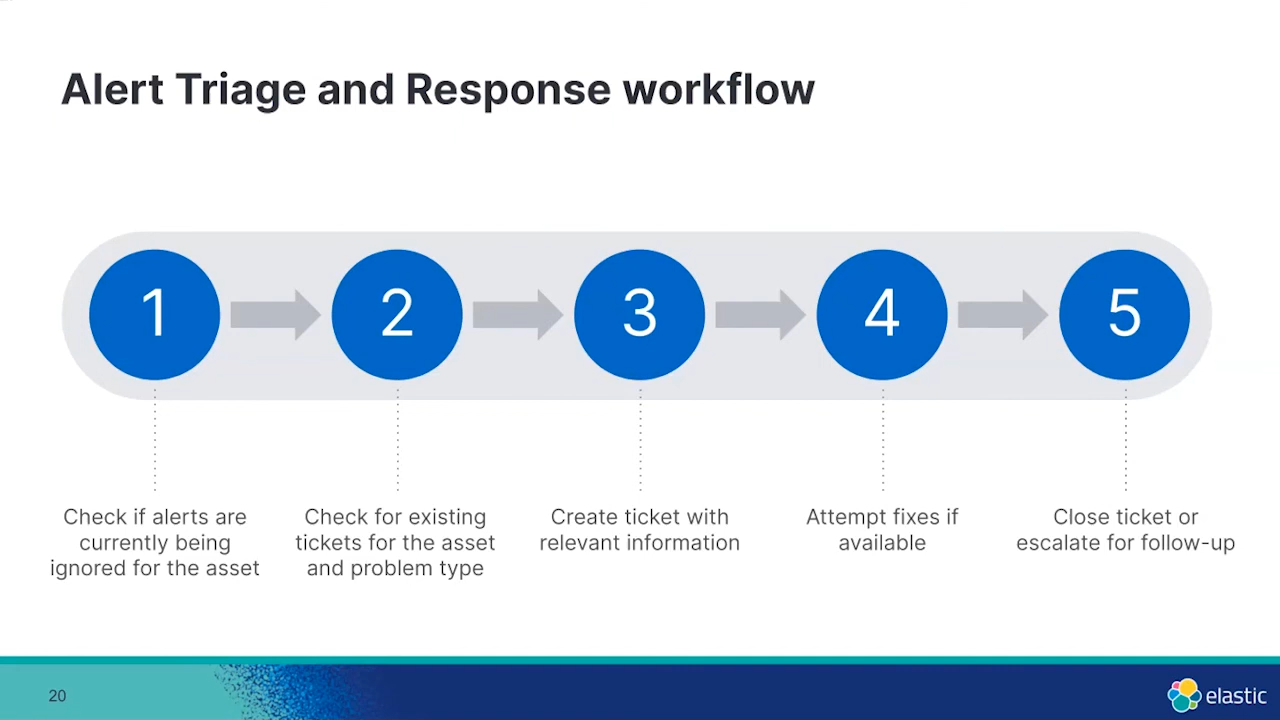 Alert Triage and Response workflow
1
2
3
4
5
Check if alerts are
currently being
ignored for the asset
Check for existing
tickets for the asset
and problem type
Create ticket with
relevant information
Attempt fixes if
available
Close ticket or
escalate for follow-up
20
elastic